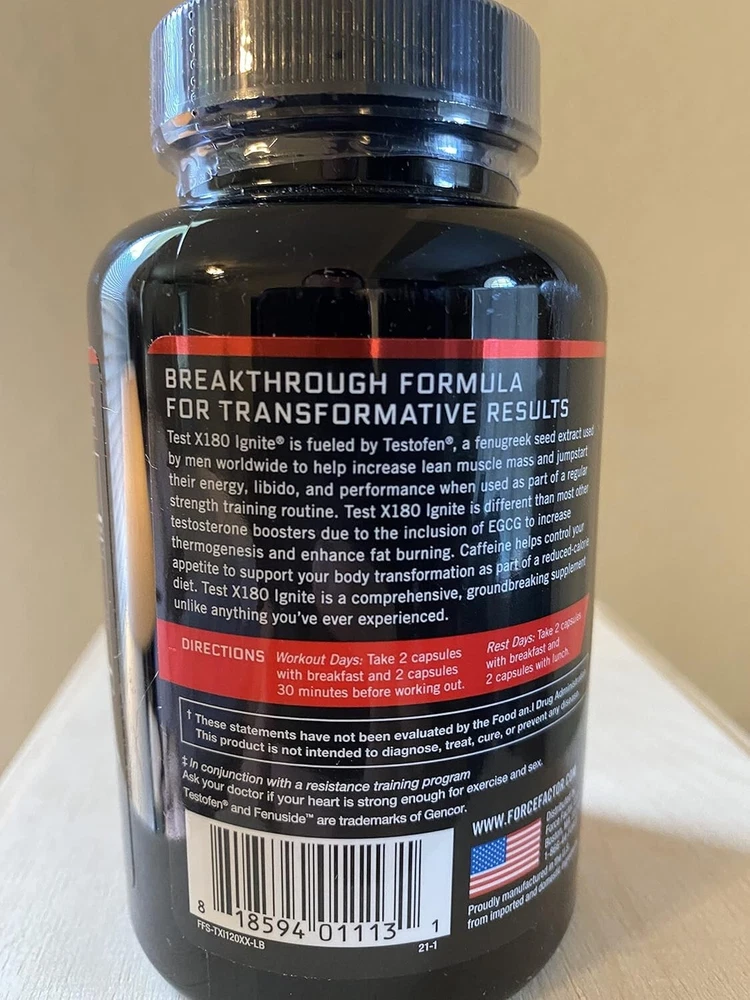 BREAKTHROUGH FORMULA
FOR TRANSFORMATIVE RESULTS
Test X180 Ignite® is fueled by Testofen®, a fenugreek seed extract used
by men worldwide to help increase lean muscle mass and jumpstart
their energy, libido, and performance when used as part of a regular
strength training routine. Test X180 Ignite is different than most other
testosterone boosters due to the inclusion of EGCG to increase
thermogenesis and enhance fat burning. Caffeine helps control your
appetite to support your body transformation as part of a reduced-calorie
diet. Test X180 Ignite is a comprehensive, groundbreaking supplement
unlike anything you've ever experienced.
DIRECTIONS
Workout Days: Take 2 capsules
with breakfast and 2 capsules
30 minutes before working out.
Rest Days: Take 2 capsules
with breakfast and
2 capsules with lunch.
† These statements have not been evaluated by the Food and Drug Administration.
This product is not intended to diagnose, treat, cure, or prevent any disease.
‡ In conjunction with a resistance training program
Ask your doctor if your heart is strong enough for exercise and sex.
Testofen® and Fenuside™ are trademarks of Gencor.
WWW.FORCEFACTOR.COM
Distributed
Force
Proudly manufactured in the U.S.
from imported and domestic
8 18594 01113 1
FFS-TXI120XX-LB
21-1